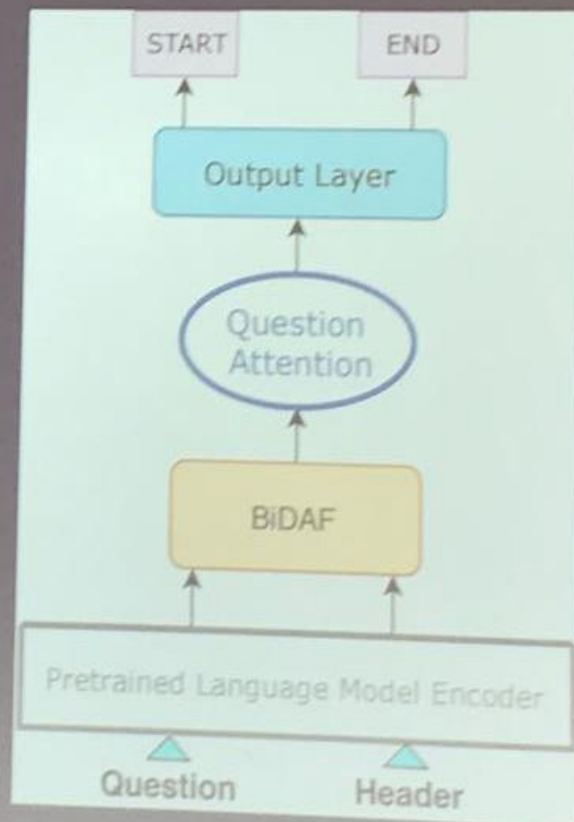 START
END
Output Layer
Question
Attention
BiDAF
Pretrained Language Model Encoder
Question
Header